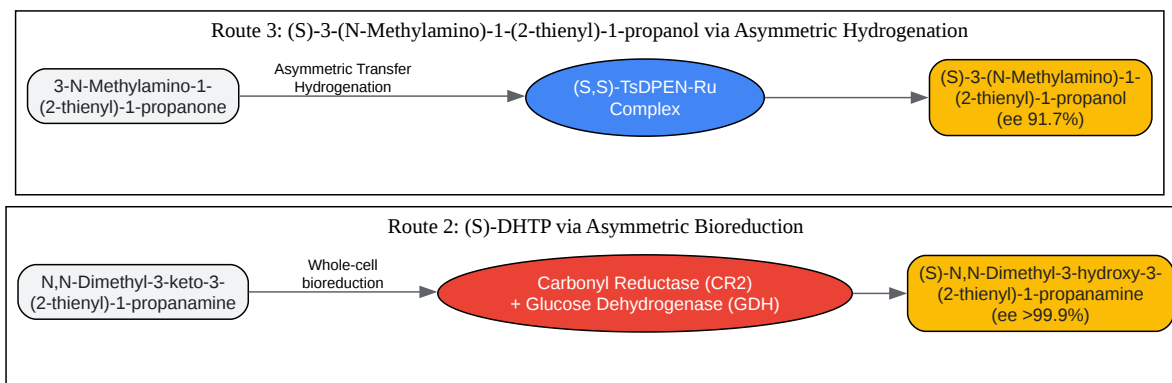 Route 3: (S)-3-(N-Methylamino)-1-(2-thienyl)-1-propanol via Asymmetric Hydrogenation
3-N-Methylamino-1-
(2-thienyl)-1-propanone
Asymmetric Transfer
Hydrogenation
(S,S)-TsDPEN-Ru
Complex
(S)-3-(N-Methylamino)-1-
(2-thienyl)-1-propanol
(ee 91.7%)
Route 2: (S)-DHTP via Asymmetric Bioreduction
N,N-Dimethyl-3-keto-3-
(2-thienyl)-1-propanamine
Whole-cell
bioreduction
Carbonyl Reductase (CR2)
+ Glucose Dehydrogenase (GDH)
(S)-N,N-Dimethyl-3-hydroxy-3-
(2-thienyl)-1-propanamine
(ee >99.9%)